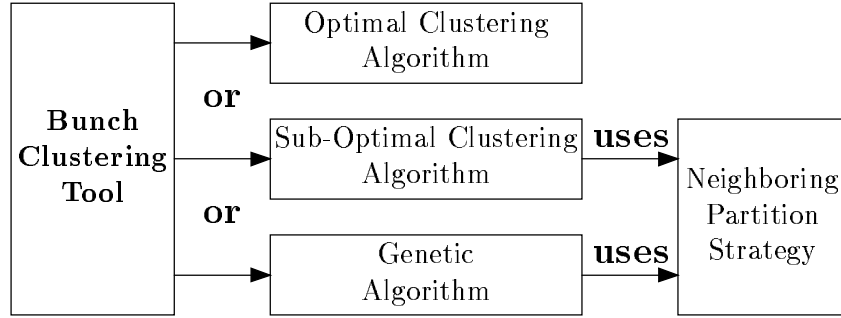 Bunch
Clustering
Tool
or
or
Optimal Clustering
Algorithm
Sub-Optimal Clustering
Algorithm
Genetic
Algorithm
uses
uses
Neighboring
Partition
Strategy